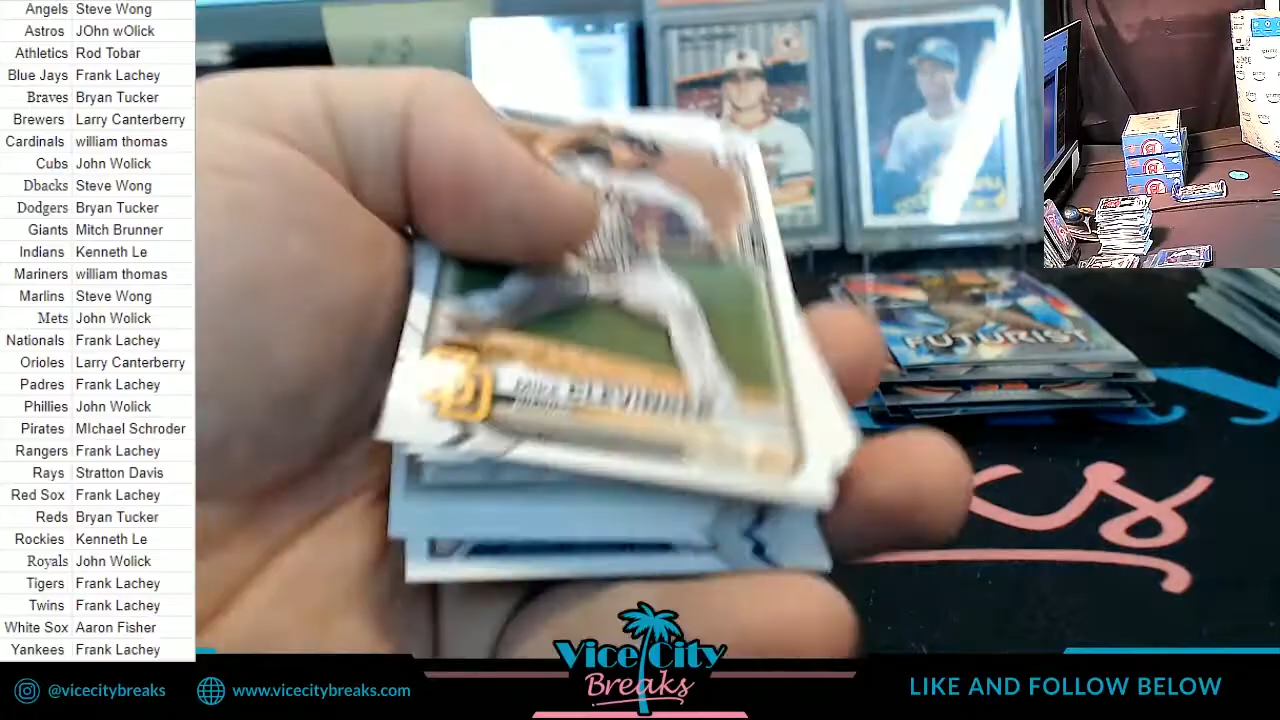 Angels Steve Wong
Astros JOhn wOlick
Athletics Rod Tobar
Blue Jays Frank Lachey
Braves Bryan Tucker
Brewers Larry Canterberry
Cardinals william thomas
Cubs John Wolick
Dbacks Steve Wong
Dodgers Bryan Tucker
Giants Mitch Brunner
Indians Kenneth Le
Mariners william thomas
Marlins Steve Wong
Mets John Wolick
Nationals Frank Lachey
Orioles Larry Canterberry
Padres Frank Lachey
Phillies John Wolick
Pirates MIchael Schroder
Rangers Frank Lachey
Rays Stratton Davis
Red Sox Frank Lachey
Reds Bryan Tucker
Rockies Kenneth Le
Royals John Wolick
Tigers Frank Lachey
Twins Frank Lachey
White Sox Aaron Fisher
Yankees Frank Lachey
FUTURIST
MIKE CLEVINGER
@vicecitybreaks
www.vicecitybreaks.com
Vice City
Breaks
LIKE AND FOLLOW BELOW